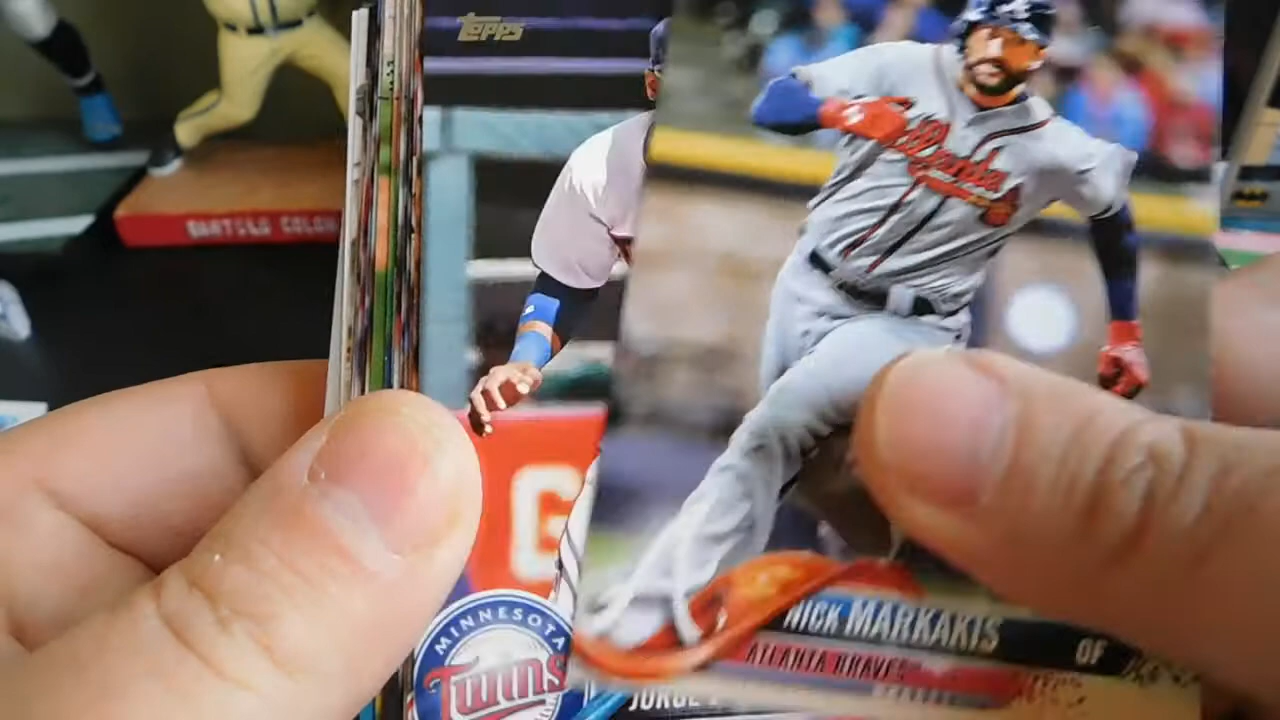 Topps
BARTOLO COLON
Atlanta
G
MINNESOTA
Twins
NICK MARKAKIS OF
ATLANTA BRAVES
JORGE